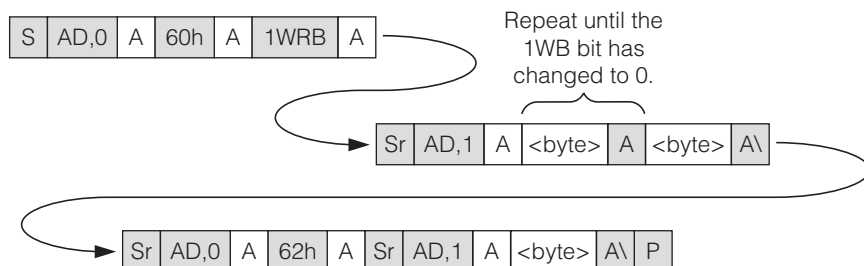 S AD,0 A 60h A 1WRB A
Repeat until the
1WB bit has
changed to 0.
Sr AD,1 A <byte> A <byte> A\
Sr AD,0 A 62h A Sr AD,1 A <byte> A\ P